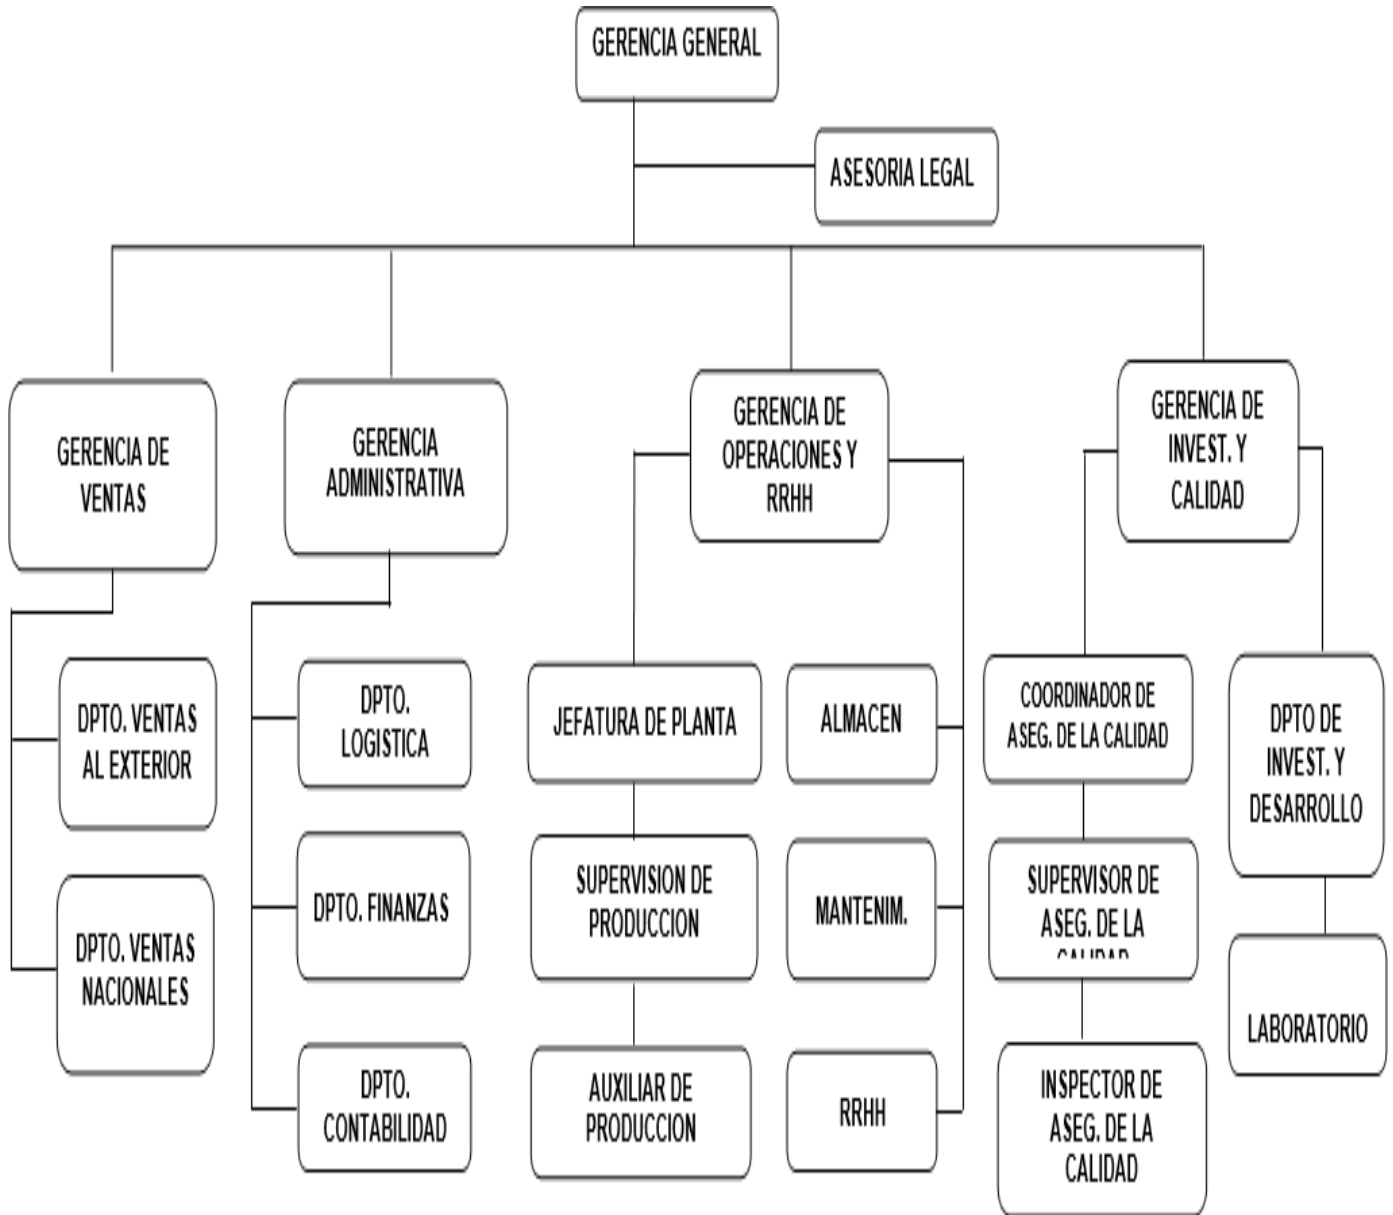 GERENCIA GENERAL
ASESORIA LEGAL
GERENCIA DE
VENTAS
GERENCIA
ADMINISTRATIVA
GERENCIA DE
OPERACIONES Y
RRHH
GERENCIA DE
INVEST. Y
CALIDAD
DPTO. VENTAS
AL EXTERIOR
DPTO. VENTAS
NACIONALES
DPTO.
LOGISTICA
DPTO. FINANZAS
DPTO.
CONTABILIDAD
JEFATURA DE PLANTA
SUPERVISION DE
PRODUCCION
AUXILIAR DE
PRODUCCION
ALMACEN
MANTENIM.
RRHH
COORDINADOR DE
ASEG. DE LA CALIDAD
SUPERVISOR DE
ASEG. DE LA
CALIDAD
INSPECTOR DE
ASEG. DE LA
CALIDAD
DPTO DE
INVEST. Y
DESARROLLO
LABORATORIO